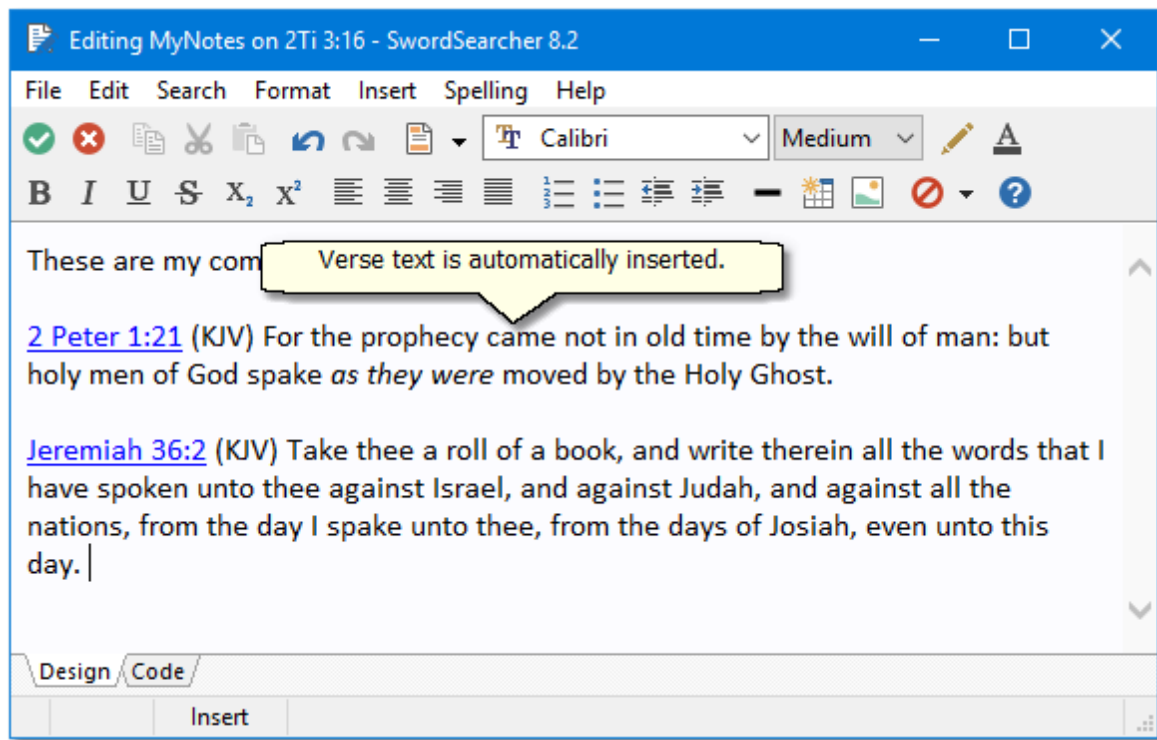 Editing MyNotes on 2Ti 3:16 - SwordSearcher 8.2
File Edit Search Format Insert Spelling Help
Calibri Medium A
B I U S X₂ X² ?
These are my com
Verse text is automatically inserted.
2 Peter 1:21 (KJV) For the prophecy came not in old time by the will of man: but
holy men of God spake as they were moved by the Holy Ghost.
Jeremiah 36:2 (KJV) Take thee a roll of a book, and write therein all the words that I
have spoken unto thee against Israel, and against Judah, and against all the
nations, from the day I spake unto thee, from the days of Josiah, even unto this
day.
Design Code
Insert